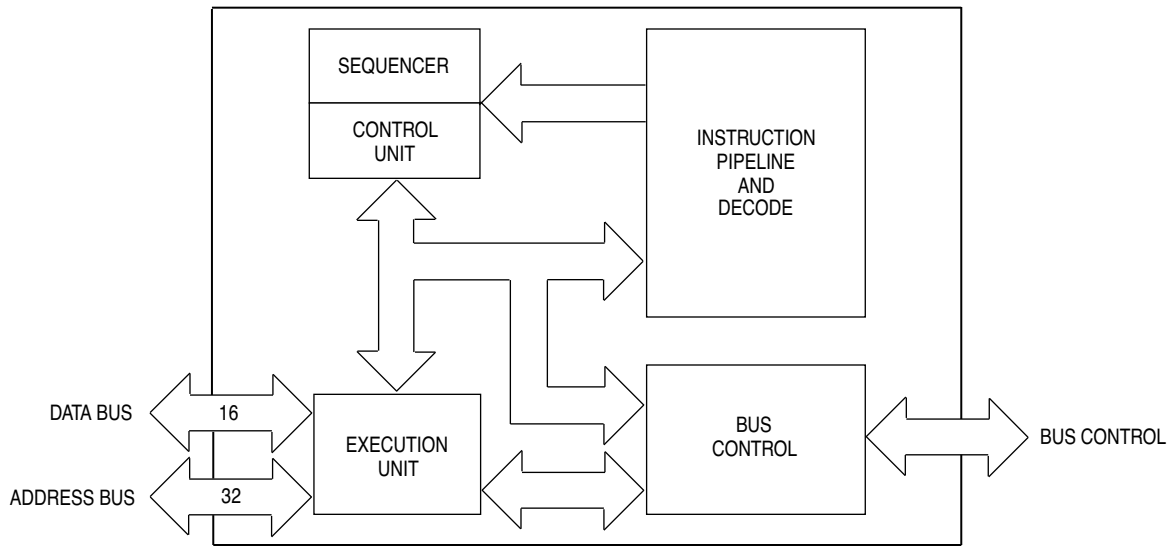 SEQUENCER
CONTROL
UNIT
INSTRUCTION
PIPELINE
AND
DECODE
DATA BUS
16
EXECUTION
UNIT
BUS
CONTROL
BUS CONTROL
ADDRESS BUS
32